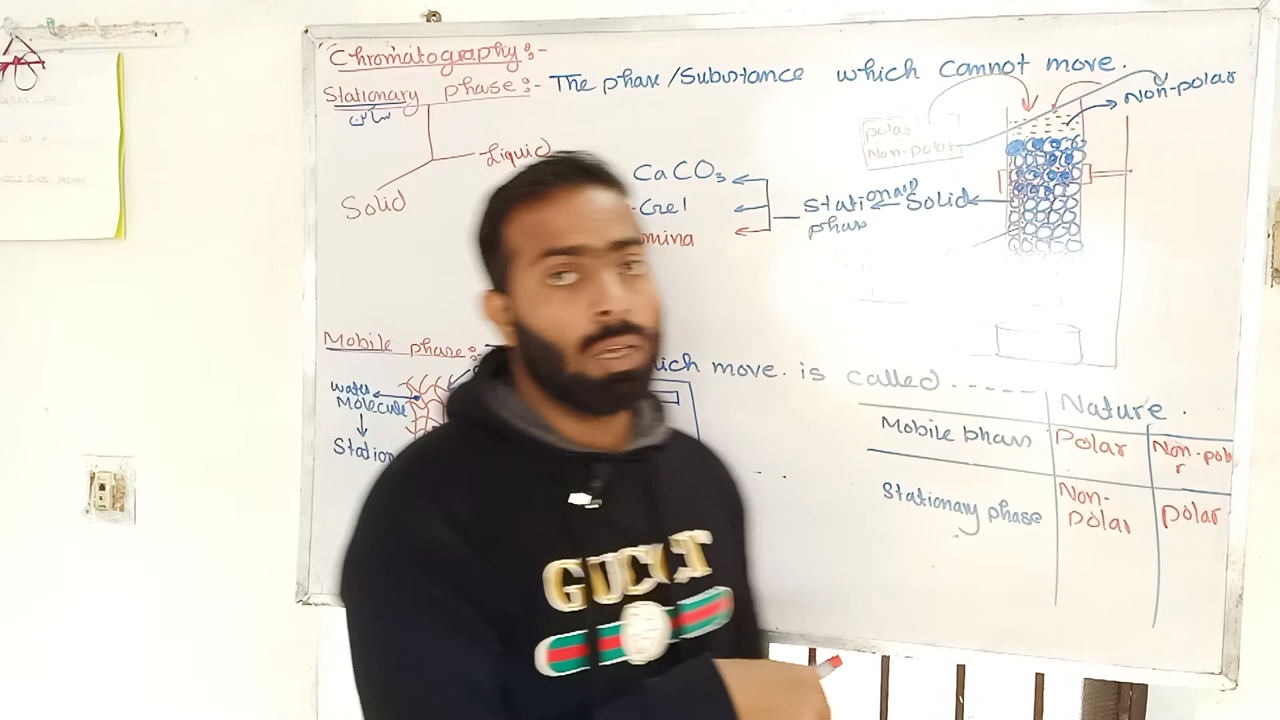 Chromatography :-
Stationary phase :- The phase/Substance which cannot move.
ساکن
Non-polar
polar
Non-polar
Liquid
Solid
CaCO3
Gel
mina
Stationary phase
Solid
Mobile phase :-
ich move. is called -----
water Molecule
Station
Nature.
Mobile phase Polar Non-polar
Stationary phase Non-polar polar
GUCCI